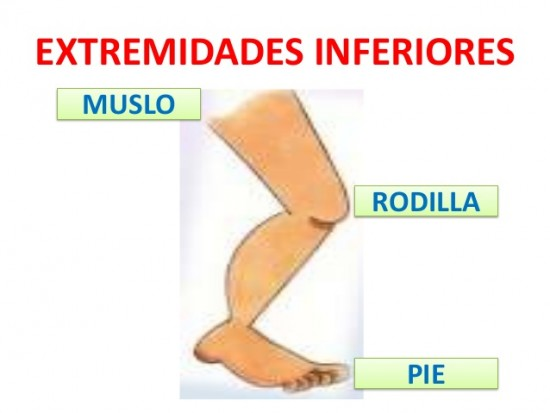 EXTREMIDADES INFERIORES
MUSLO
RODILLA
PIE